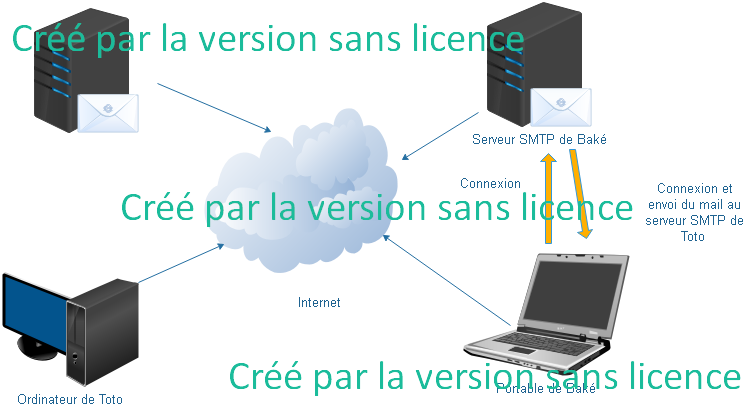 Créé par la version sans licence
Serveur SMTP de Baké
Connexion
Connexion et
envoi du mail au
serveur SMTP de
Toto
Créé par la version sans licence
Internet
Créé par la version sans licence
Portable de Baké
Ordinateur de Toto